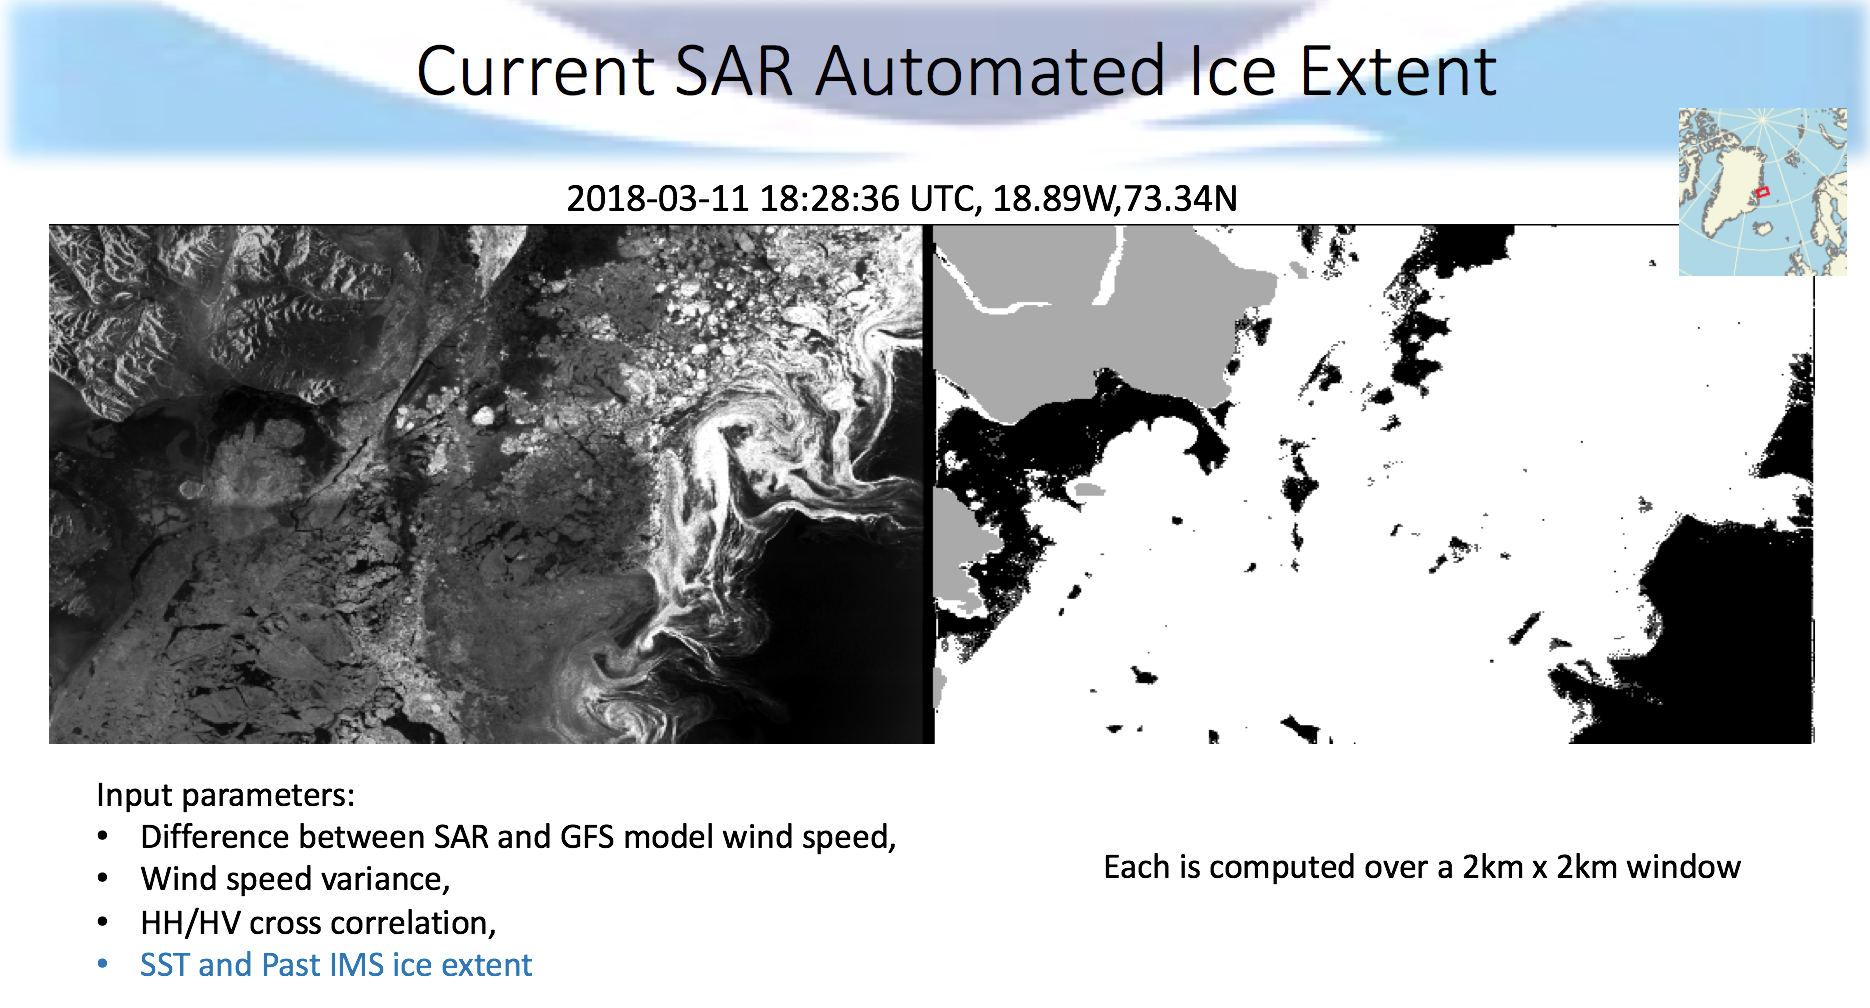 Current SAR Automated Ice Extent
2018-03-11 18:28:36 UTC, 18.89W,73.34N
Input parameters:
• Difference between SAR and GFS model wind speed,
• Wind speed variance,
• HH/HV cross correlation,
• SST and Past IMS ice extent
Each is computed over a 2km x 2km window